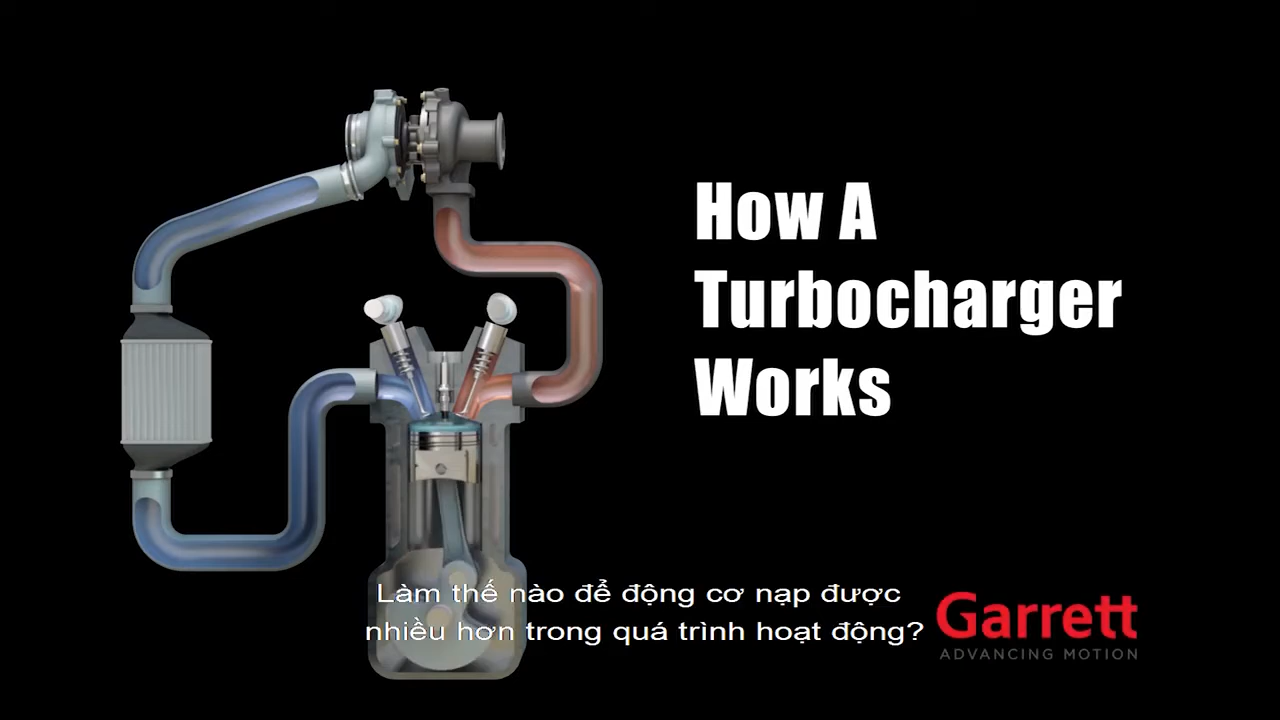 How A
Turbocharger
Works
Làm thế nào để động cơ nạp được
nhiều hơn trong quá trình hoạt động?
Garrett
ADVANCING MOTION